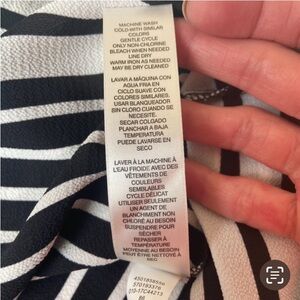 MACHINE WASH
COLD WITH SIMILAR
COLORS
GENTLE CYCLE
ONLY NON-CHLORINE
BLEACH WHEN NEEDED
LINE DRY
WARM IRON AS NEEDED
MAY BE DRY CLEANED
LAVAR A MÁQUINA CON
AGUA FRIA EN
CICLO SUAVE CON
COLORES SIMILARES.
USAR BLANQUEADOR
SIN CLORO CUANDO SE
NECESITE.
SECAR COLGADO
PLANCHAR A BAJA
TEMPERATURA
PUEDE LAVARSE EN
SECO
LAVER À LA MACHINE À
L'EAU FROIDE AVEC DES
VÊTEMENTS DE
COULEURS
SEMBLABLES
CYCLE DÉLICAT
UTILISER SEULEMENT
UN AGENT DE
BLANCHIMENT NON
CHLORÉ AU BESOIN
SUSPENDRE POUR
SÉCHER
REPASSER À
TEMPÉRATURE
MOYENNE AU BESOIN
PEUT ÊTRE NETTOYÉ À
SEC
570193376